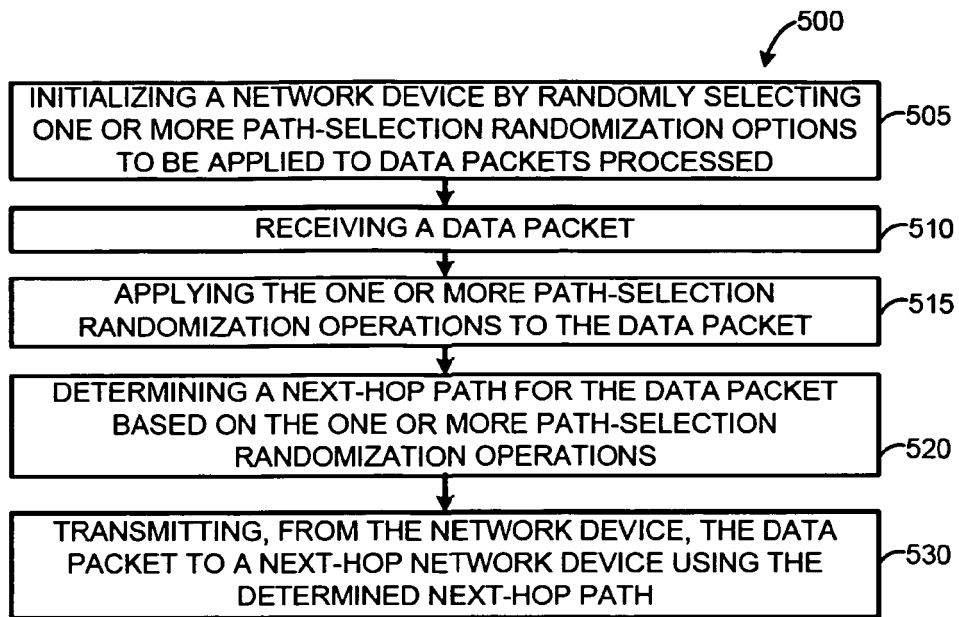 500
INITIALIZING A NETWORK DEVICE BY RANDOMLY SELECTING
ONE OR MORE PATH-SELECTION RANDOMIZATION OPTIONS
TO BE APPLIED TO DATA PACKETS PROCESSED
505
RECEIVING A DATA PACKET
510
APPLYING THE ONE OR MORE PATH-SELECTION
RANDOMIZATION OPERATIONS TO THE DATA PACKET
515
DETERMINING A NEXT-HOP PATH FOR THE DATA PACKET
BASED ON THE ONE OR MORE PATH-SELECTION
RANDOMIZATION OPERATIONS
520
TRANSMITTING, FROM THE NETWORK DEVICE, THE DATA
PACKET TO A NEXT-HOP NETWORK DEVICE USING THE
DETERMINED NEXT-HOP PATH
530